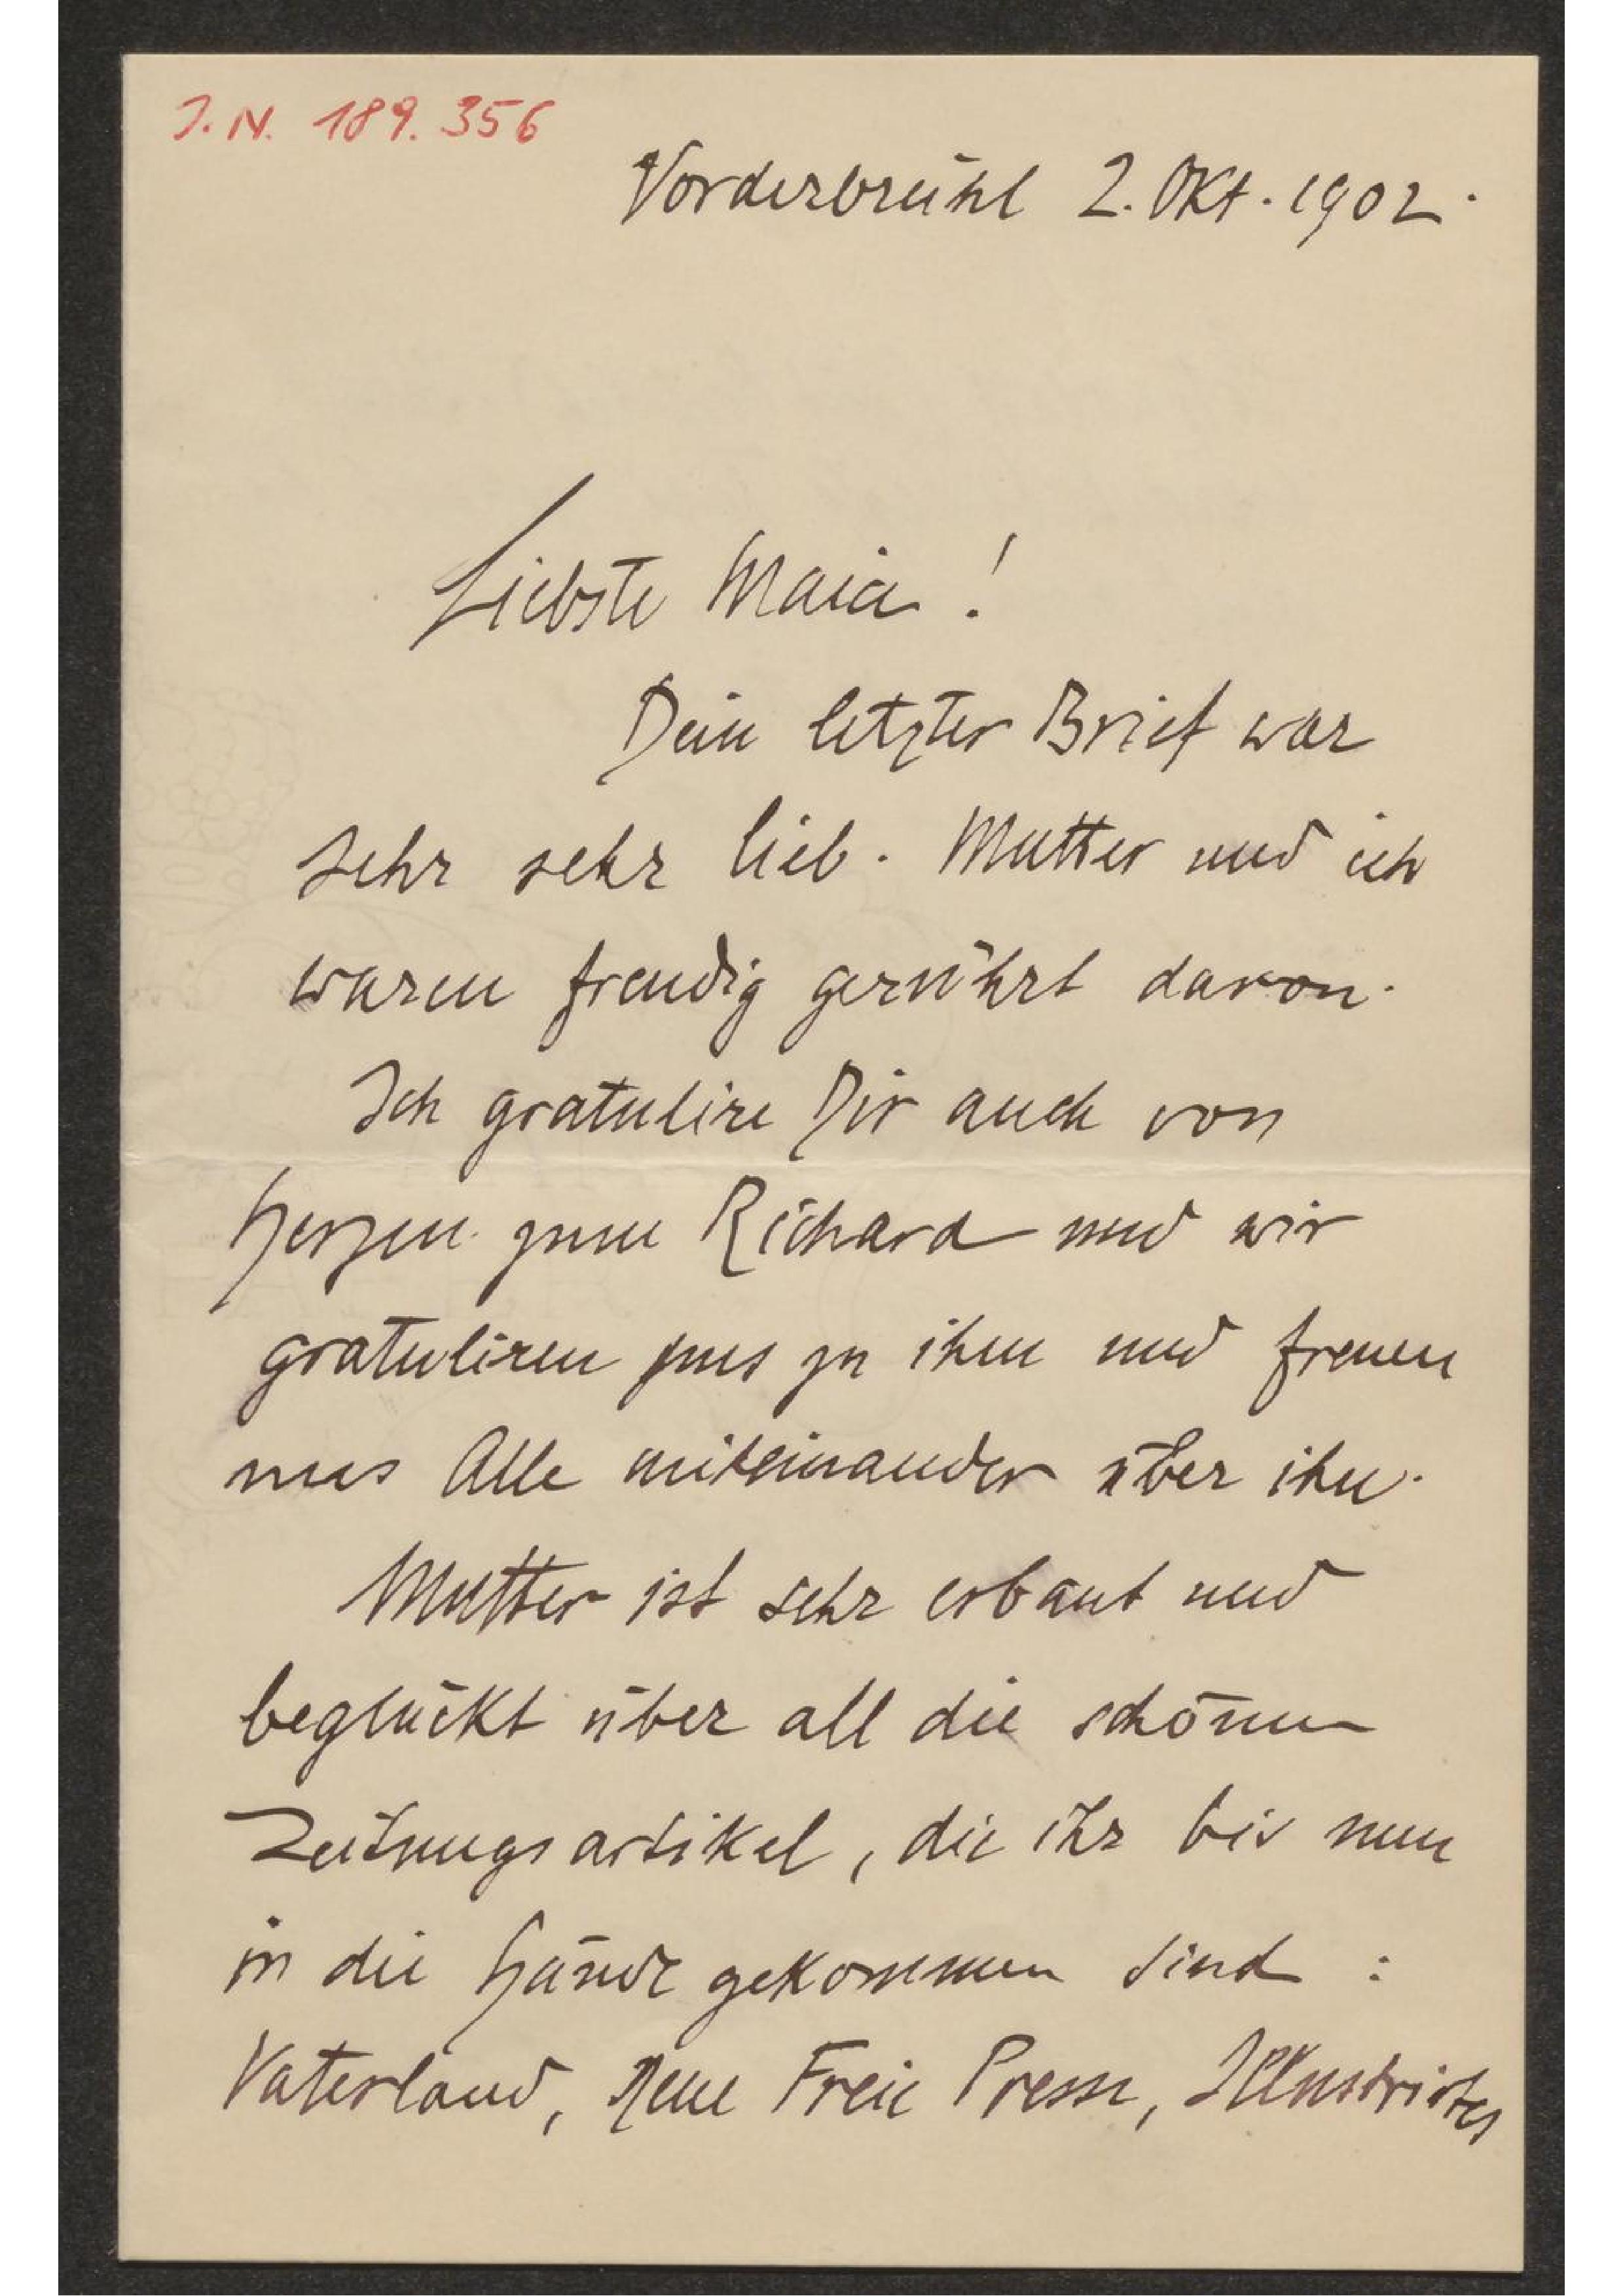 J. N. 189.356
Vorderbrühl 2. Okt. 1902.
Liebste Maia!
Dein letzter Brief war
sehr sehr lieb. Mutter und ich
waren freudig gerührt davon.
Ich gratulire Dir auch von
Herzen zum Richard und wir
gratuliren uns zu ihm und freuen
uns Alle miteinander über ihn.
Mutter ist sehr erbaut und
beglückt über all die schönen
Zeitungsartikel, die ihr bis nun
in die Hände gekommen sind:
Vaterland, Neue Freie Presse, Illustrirtes